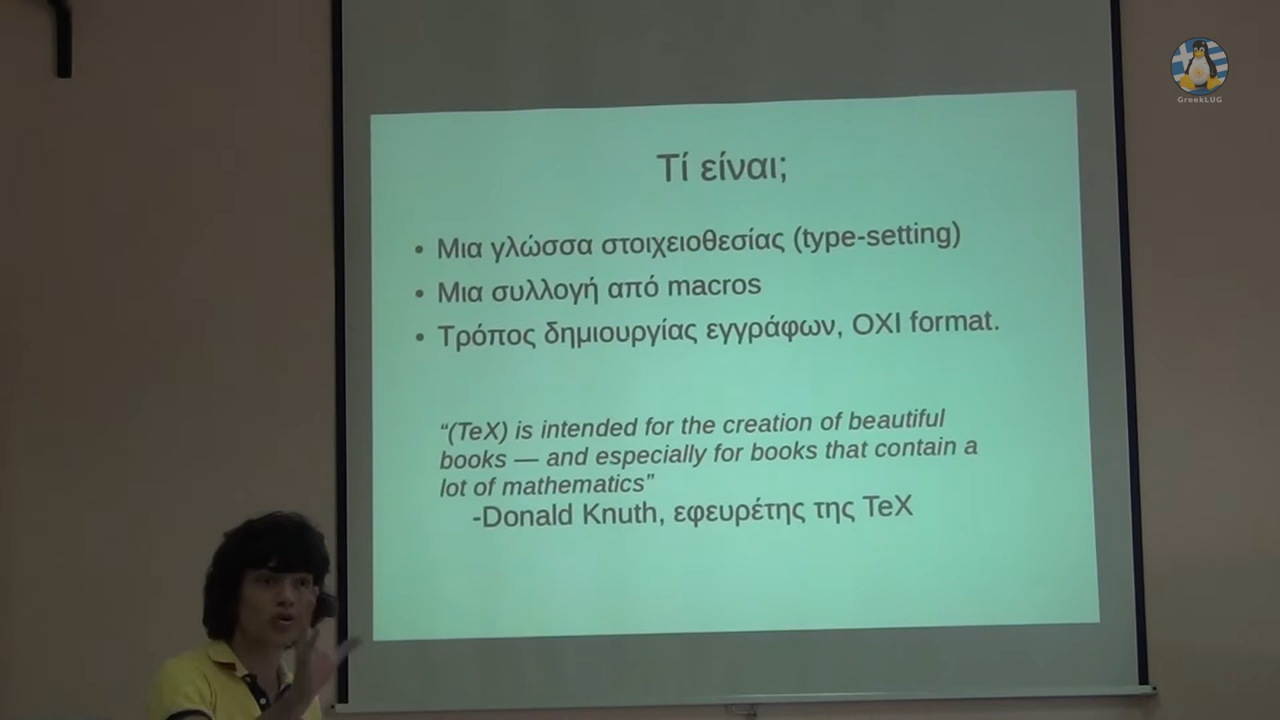 GreekLUG
Τί είναι;
• Μια γλώσσα στοιχειοθεσίας (type-setting)
• Μια συλλογή από macros
• Τρόπος δημιουργίας εγγράφων, ΟΧΙ format.
“(TeX) is intended for the creation of beautiful
books — and especially for books that contain a
lot of mathematics”
-Donald Knuth, εφευρέτης της TeX